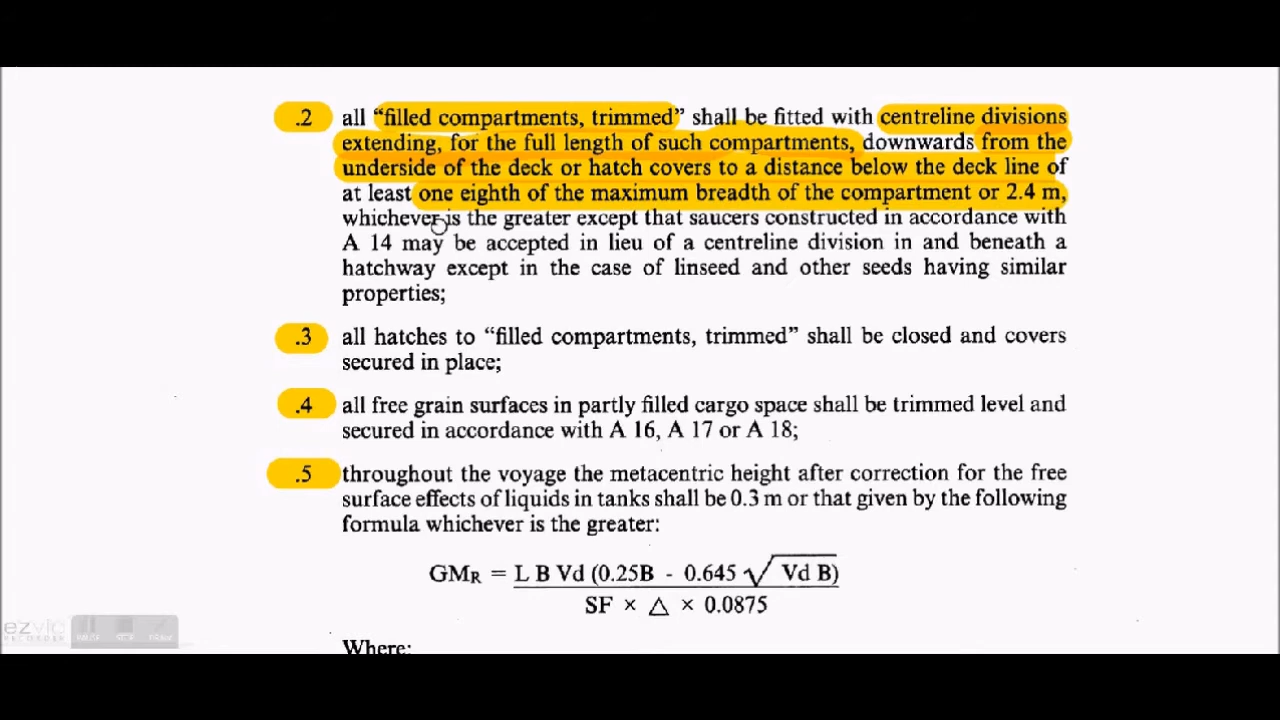 .2 all “filled compartments, trimmed” shall be fitted with centreline divisions
extending, for the full length of such compartments, downwards from the
underside of the deck or hatch covers to a distance below the deck line of
at least one eighth of the maximum breadth of the compartment or 2.4 m,
whichever is the greater except that saucers constructed in accordance with
A 14 may be accepted in lieu of a centreline division in and beneath a
hatchway except in the case of linseed and other seeds having similar
properties;
.3 all hatches to “filled compartments, trimmed” shall be closed and covers
secured in place;
.4 all free grain surfaces in partly filled cargo space shall be trimmed level and
secured in accordance with A 16, A 17 or A 18;
.5 throughout the voyage the metacentric height after correction for the free
surface effects of liquids in tanks shall be 0.3 m or that given by the following
formula whichever is the greater:
GMR = L B Vd (0.25B - 0.645 √ Vd B)
SF × △ × 0.0875
Where:
RECORDER
STOP